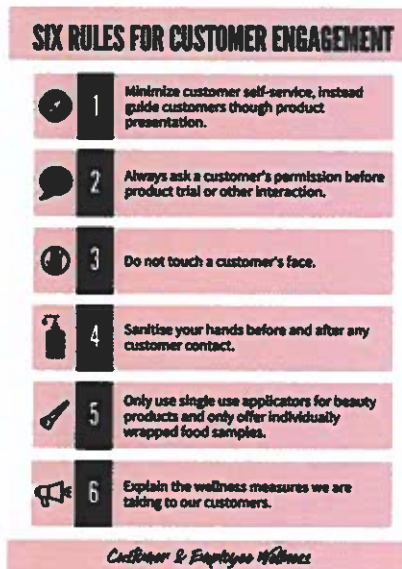 SIX RULES FOR CUSTOMER ENGAGEMENT
1
Minimize customer self-service, instead
guide customers though product
presentation.
2
Always ask a customer's permission before
product trial or other interaction.
3
Do not touch a customer's face.
4
Sanitise your hands before and after any
customer contact.
5
Only use single use applicators for beauty
products and only offer individually
wrapped food samples.
6
Explain the wellness measures we are
taking to our customers.
Customer & Employee Wellness